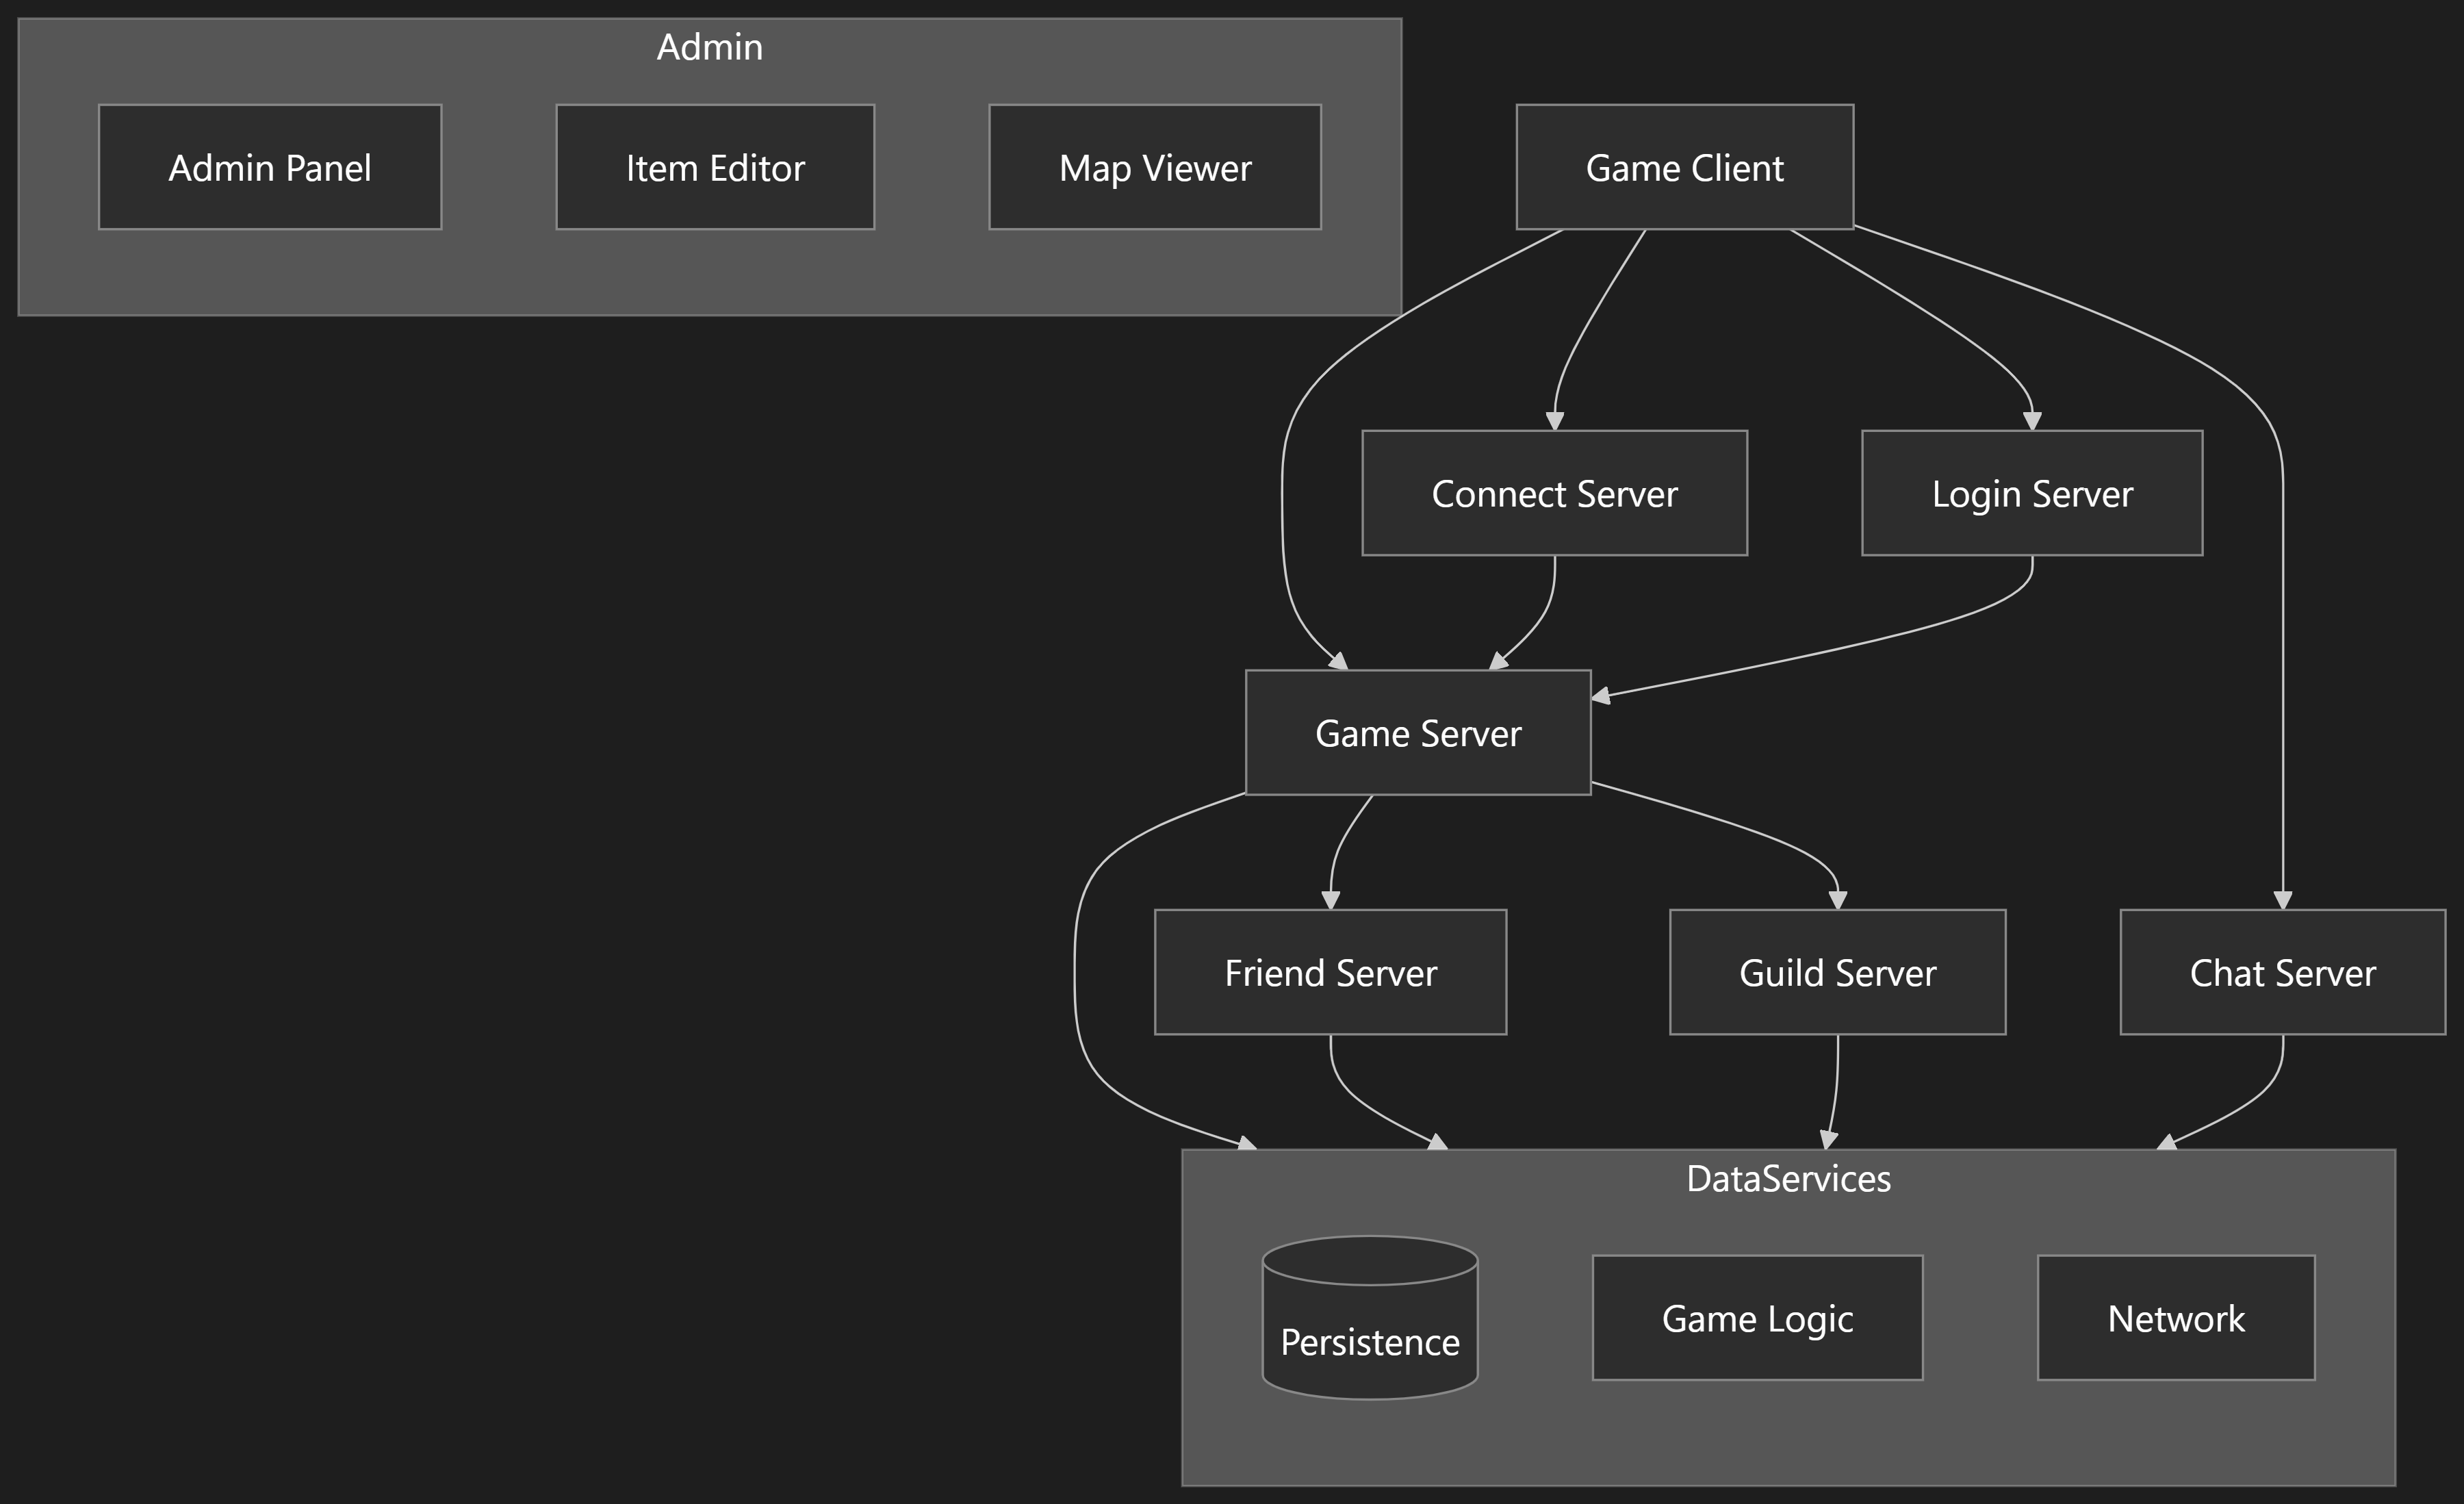 Admin
Admin Panel
Item Editor
Map Viewer
Game Client
Connect Server
Login Server
Game Server
Friend Server
Guild Server
Chat Server
DataServices
Persistence
Game Logic
Network